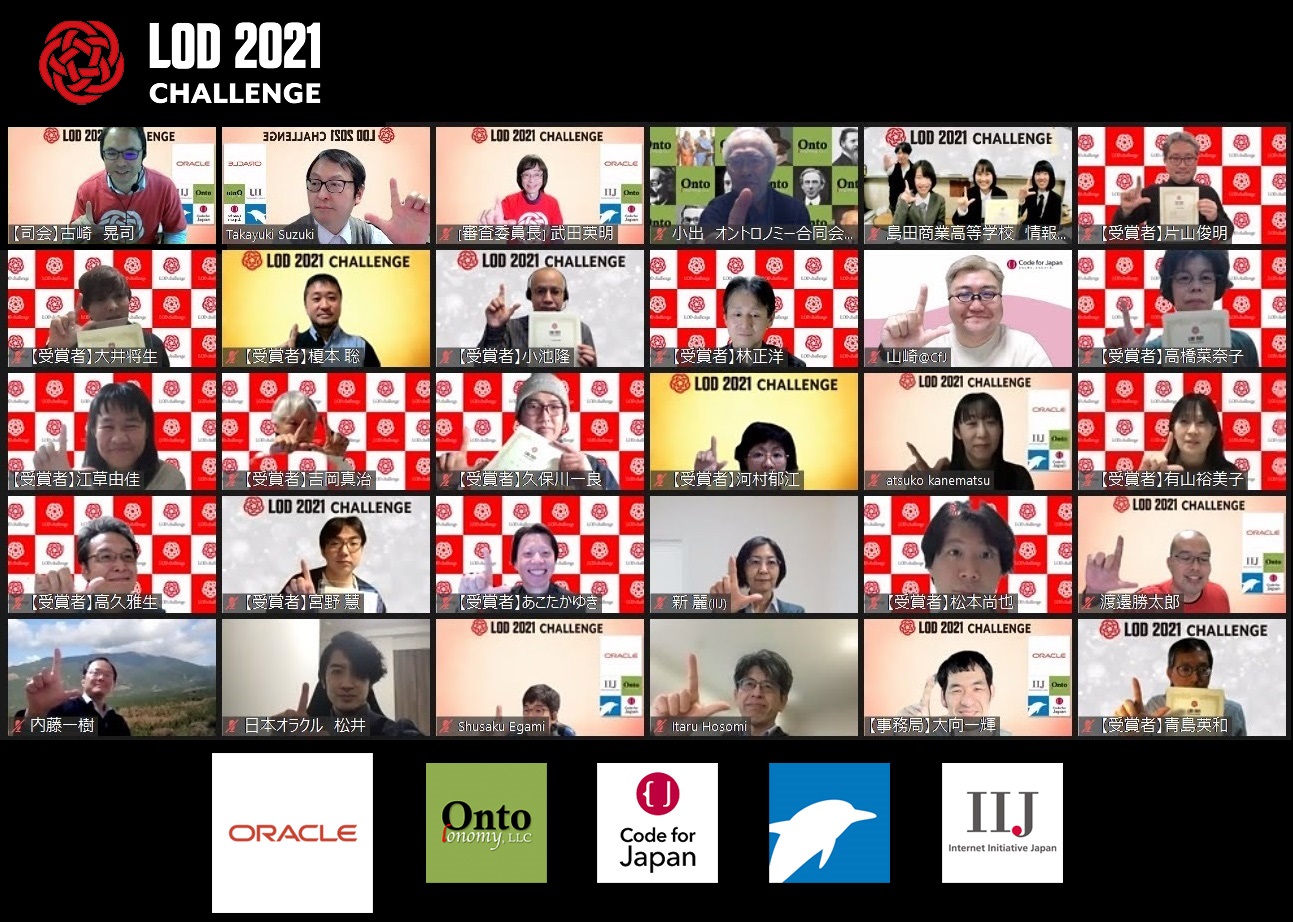 LOD 2021
CHALLENGE
【司会】古崎 晃司
Takayuki Suzuki
[審査委員長] 武田英明
小出 オントロノミー合同会...
島田商業高等学校 情報...
【受賞者】片山俊明
【受賞者】大井将生
【受賞者】榎本 聡
【受賞者】小池隆
【受賞者】林正洋
山崎@CfJ
【受賞者】高橋菜奈子
【受賞者】江草由佳
【受賞者】吉岡真治
【受賞者】久保川一良
【受賞者】河村郁江
atsuko kanematsu
【受賞者】有山裕美子
【受賞者】高久雅生
【受賞者】宮野 慧
【受賞者】あこたかゆき
新 麗(IIJ)
【受賞者】松本尚也
渡邊勝太郎
内藤一樹
日本オラクル 松井
Shusaku Egami
Itaru Hosomi
【事務局】大向一輝
【受賞者】青島英和
ORACLE
Onto
lonomy, LLC
Code for
Japan
IIJ
Internet Initiative Japan